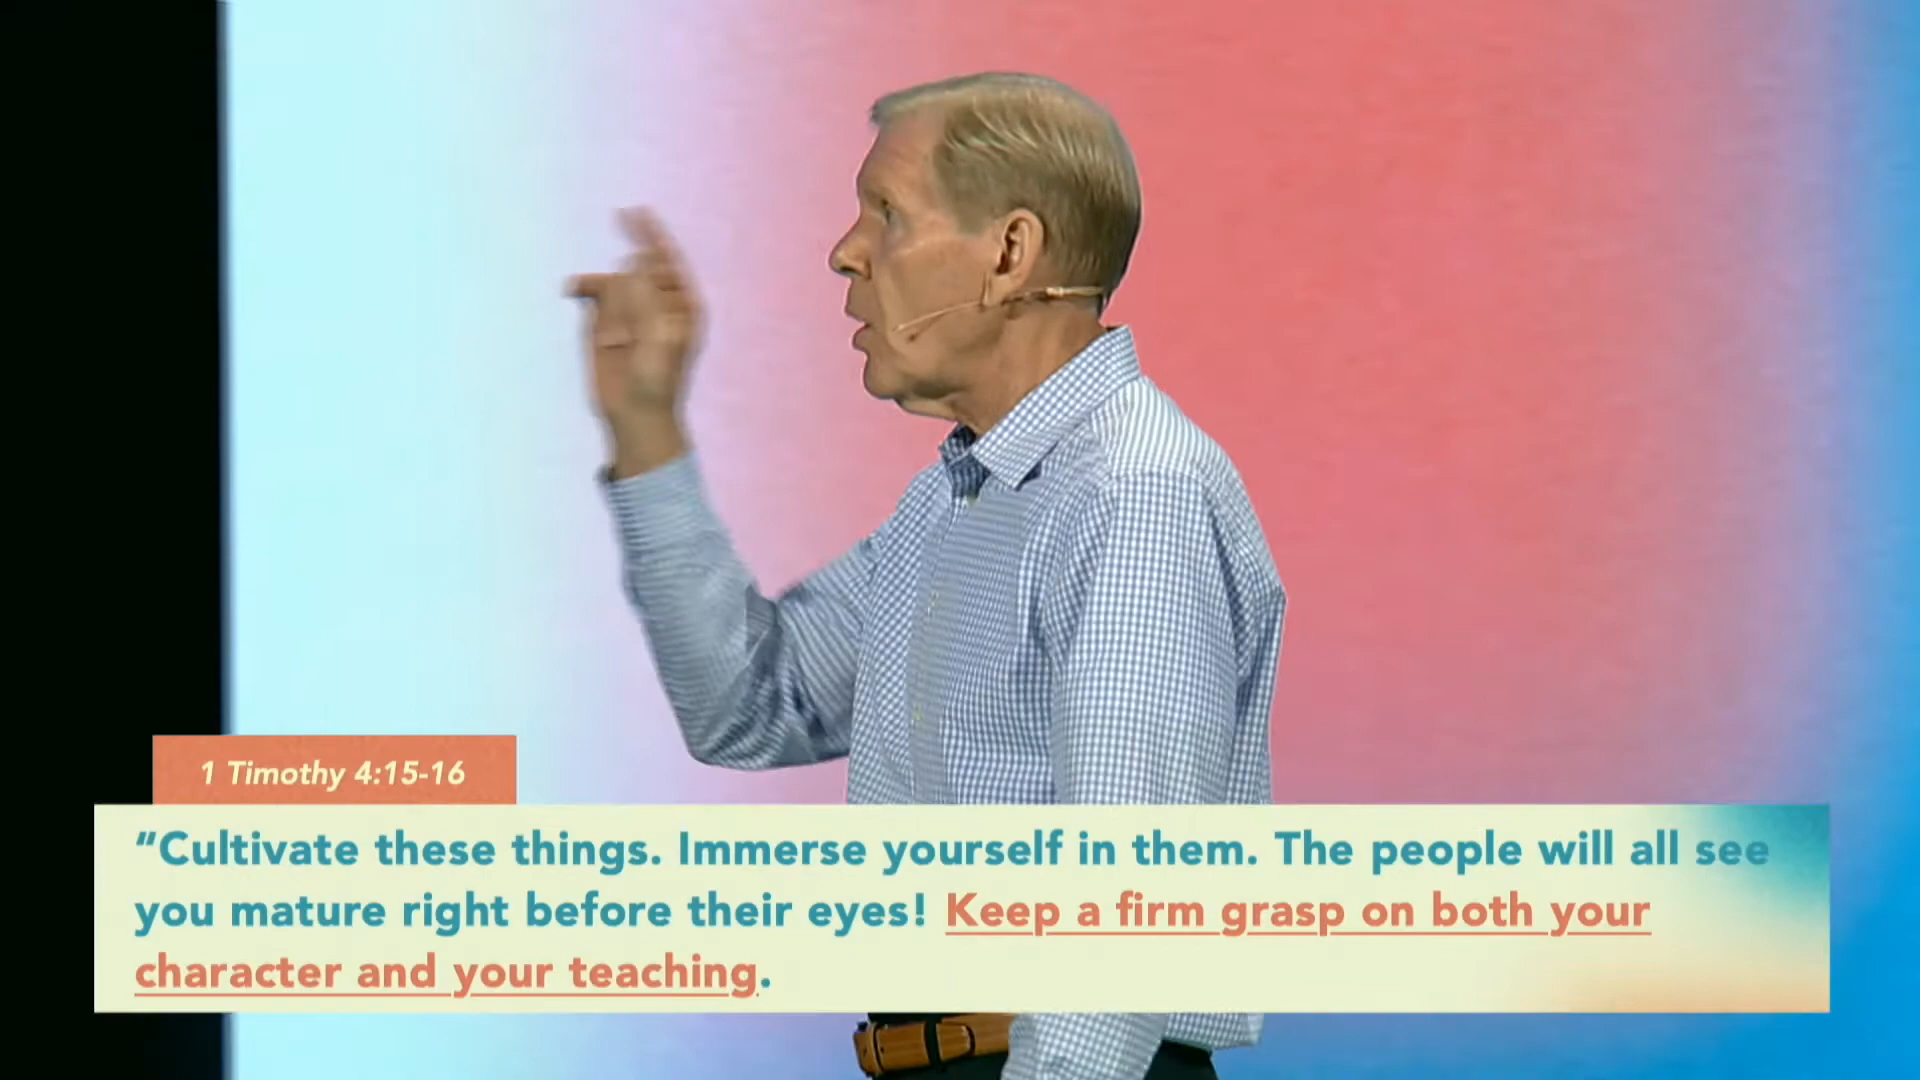 1 Timothy 4:15-16
“Cultivate these things. Immerse yourself in them. The people will all see
you mature right before their eyes! Keep a firm grasp on both your
character and your teaching.